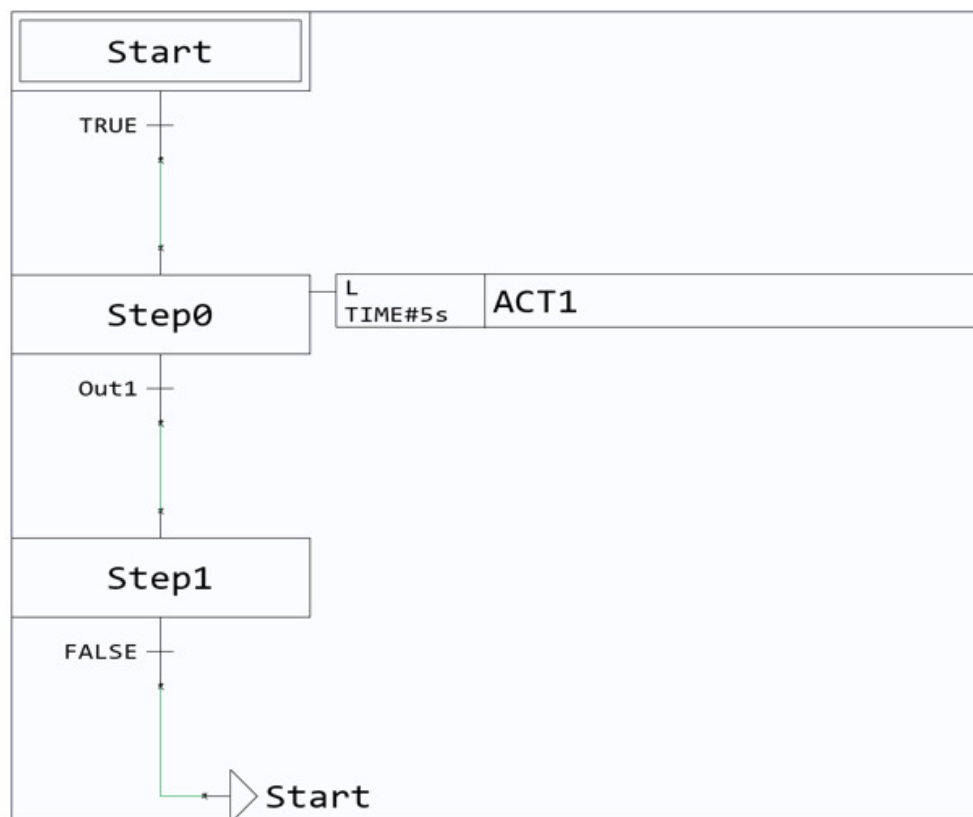 Start
TRUE
Step0
L
TIME#5s
ACT1
Out1
Step1
FALSE
Start